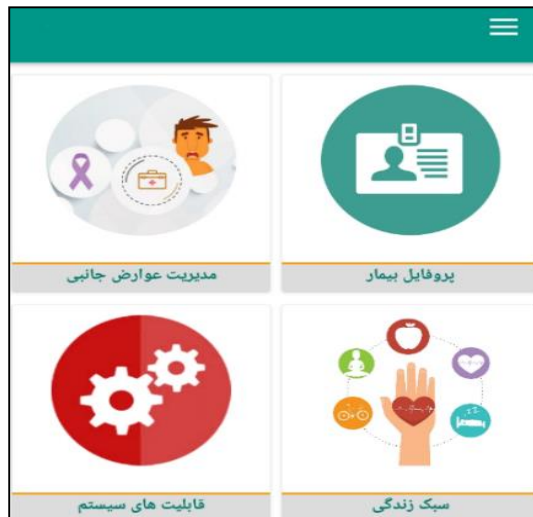 پروفایل بیمار
مدیریت عوارض جانبی
سبک زندگی
قابلیت های سیستم